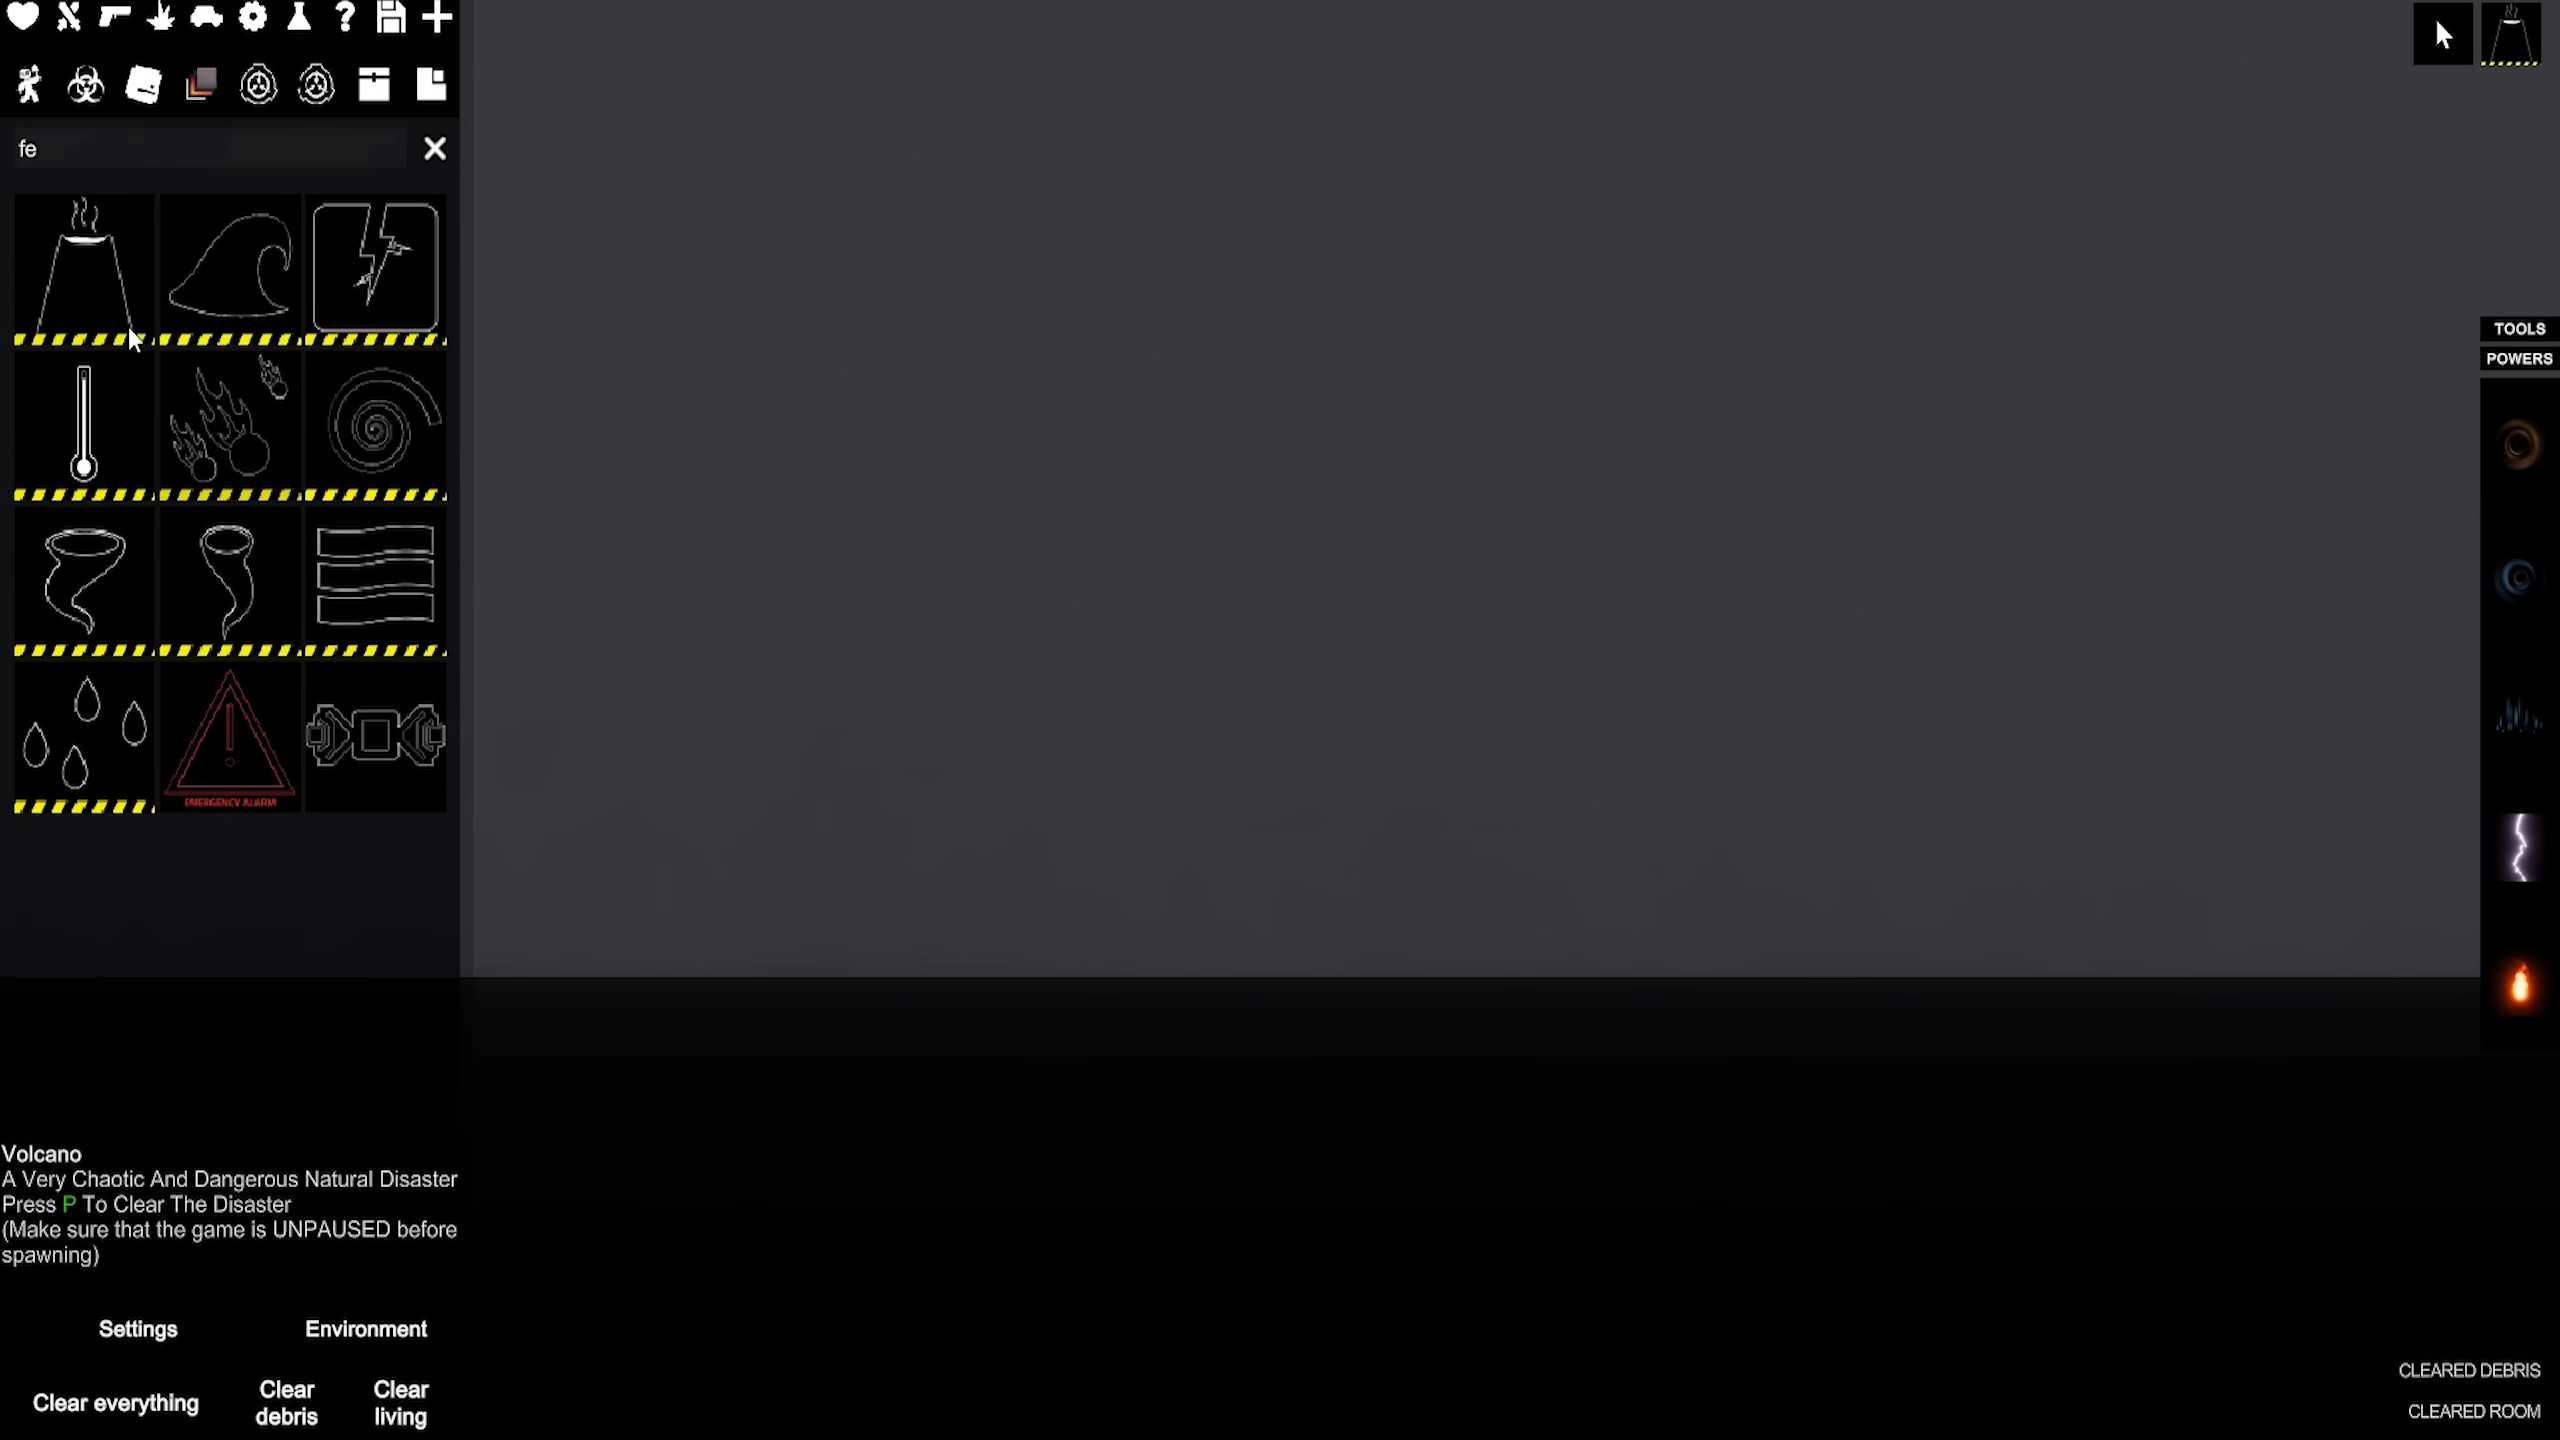 fe
TOOLS
POWERS
EMERGENCY ALARM
Volcano
A Very Chaotic And Dangerous Natural Disaster
Press P To Clear The Disaster
(Make sure that the game is UNPAUSED before
spawning)
Settings
Environment
Clear everything
Clear
debris
Clear
living
CLEARED DEBRIS
CLEARED ROOM